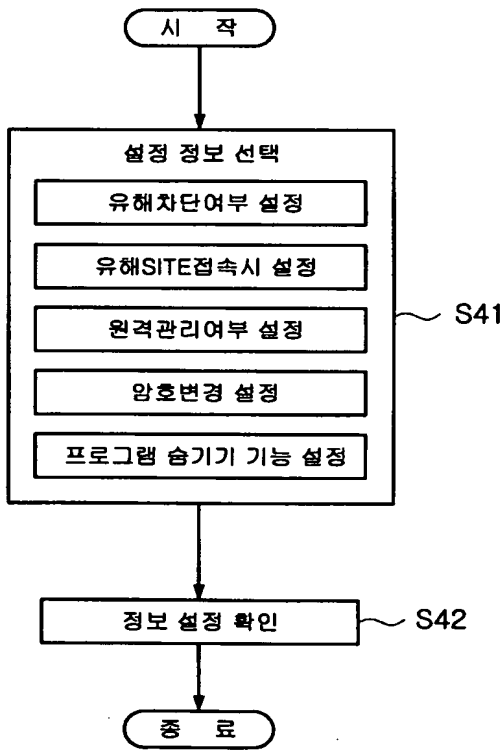 시 작
설정 정보 선택
유해차단여부 설정
유해SITE접속시 설정
원격관리여부 설정
암호변경 설정
프로그램 숨기기 기능 설정
S41
정보 설정 확인
S42
종 료